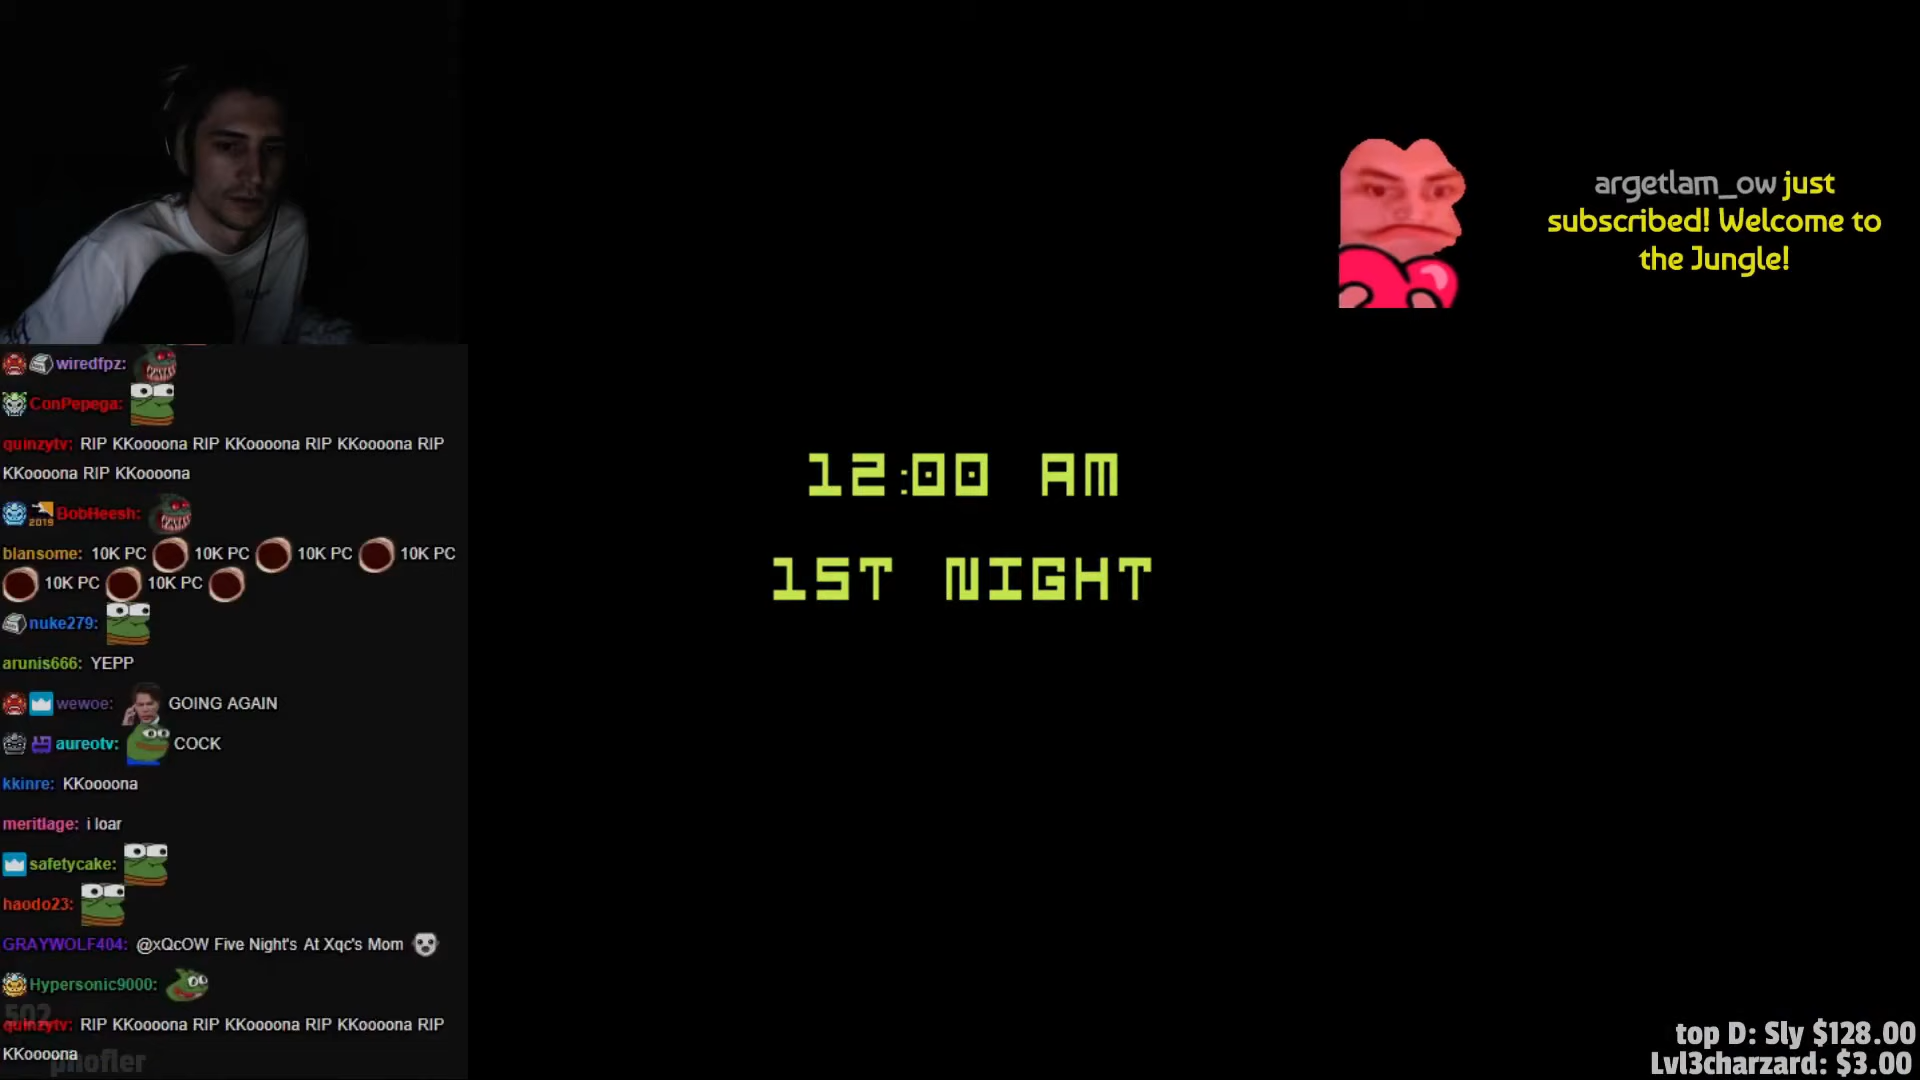 argetlam_ow just
subscribed! Welcome to
the Jungle!
wiredfpz:
ConPepega:
quinzytv: RIP KKoooona RIP KKoooona RIP KKoooona RIP
KKoooona RIP KKoooona
2019 BobHeesh:
blansome: 10K PC 10K PC 10K PC 10K PC
10K PC 10K PC
nuke279:
arunis666: YEPP
wewoe: GOING AGAIN
aureotv: COCK
kkinre: KKoooona
meritlage: i loar
safetycake:
haodo23:
GRAYWOLF404: @xQcOW Five Night's At Xqc's Mom
Hypersonic9000:
502
quinzytv: RIP KKoooona RIP KKoooona RIP KKoooona RIP
KKoooona
12:00 AM
1ST NIGHT
top D: Sly $128.00
Lvl3charzard: $3.00